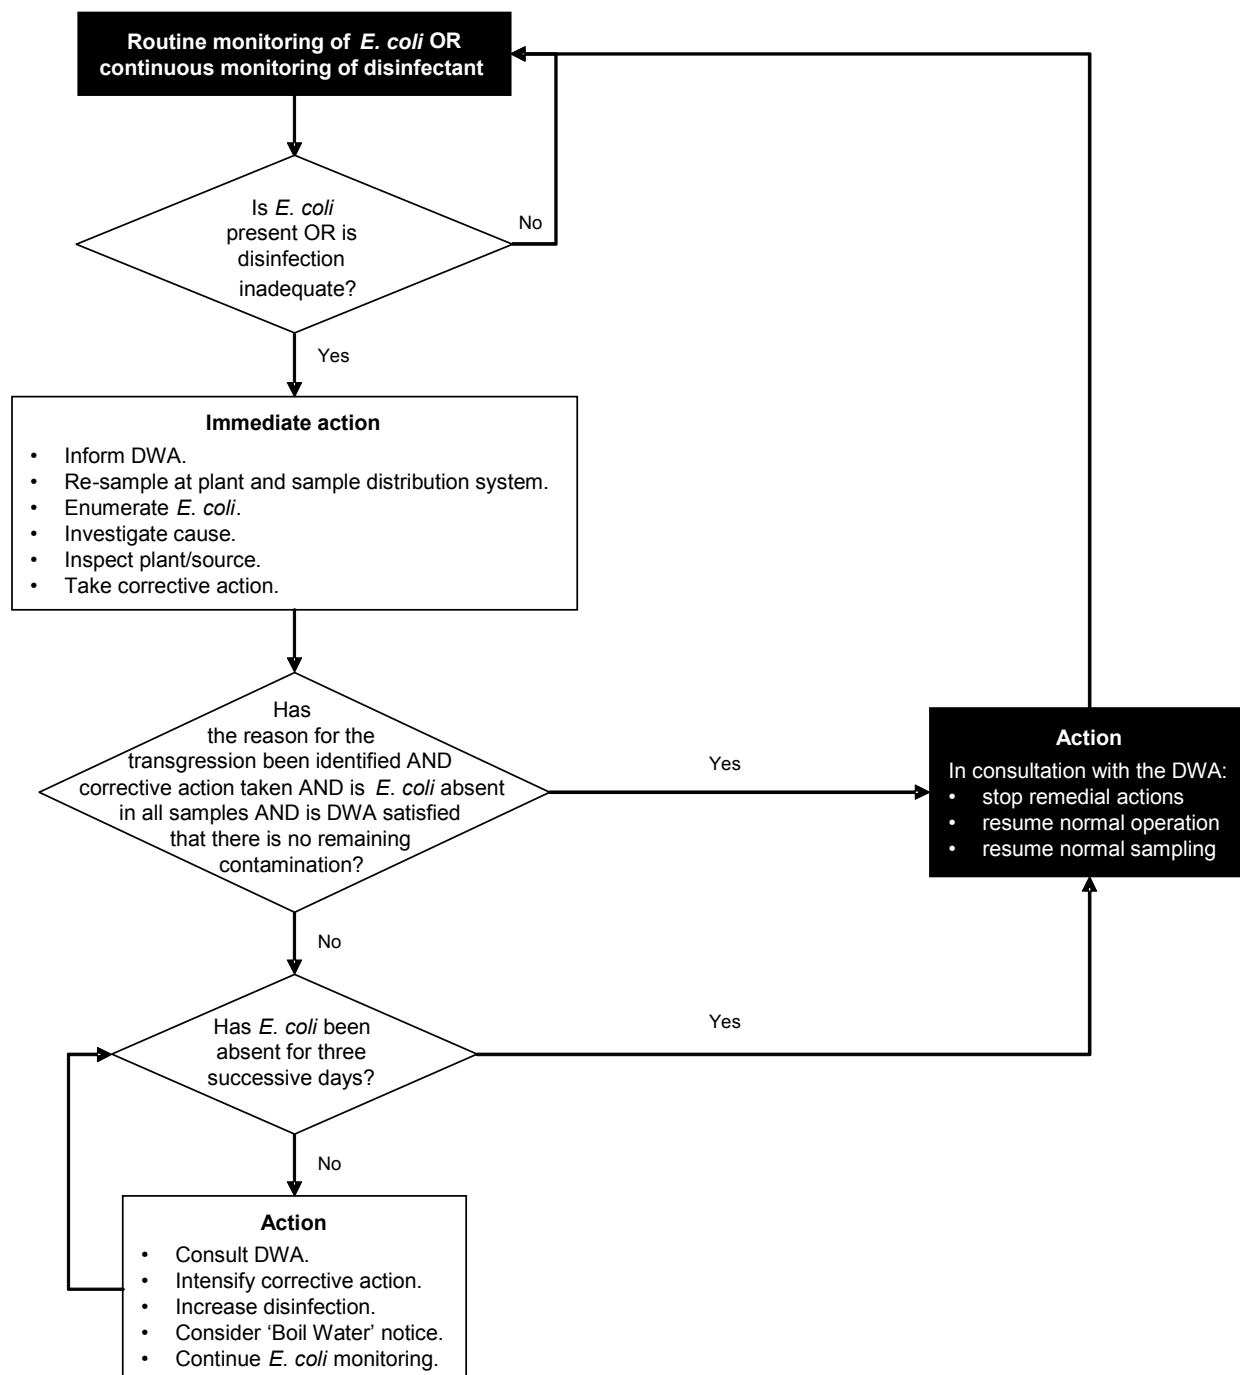 Routine monitoring of E. coli OR
continuous monitoring of disinfectant
Is E. coli
present OR is
disinfection
inadequate?
No
Yes
Immediate action
• Inform DWA.
• Re-sample at plant and sample distribution system.
• Enumerate E. coli.
• Investigate cause.
• Inspect plant/source.
• Take corrective action.
Has
the reason for the
transgression been identified AND
corrective action taken AND is E. coli absent
in all samples AND is DWA satisfied
that there is no remaining
contamination?
Yes
Action
In consultation with the DWA:
• stop remedial actions
• resume normal operation
• resume normal sampling
No
Has E. coli been
absent for three
successive days?
Yes
No
Action
• Consult DWA.
• Intensify corrective action.
• Increase disinfection.
• Consider ‘Boil Water’ notice.
• Continue E. coli monitoring.